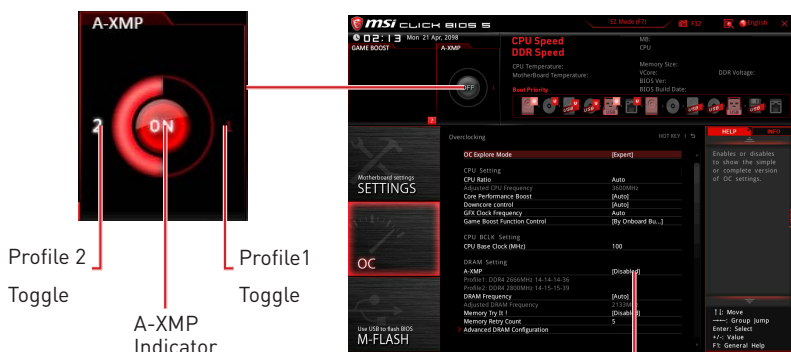 A-XMP
2
ON
1
Profile 2
Toggle
A-XMP
Indicator
Profile1
Toggle
msi CLICK BIOS 5
EZ Mode (F7)
F12
English
X
02:13 Mon 21 Apr, 2098
GAME BOOST
A-XMP
OFF
1
?
CPU Speed
DDR Speed
CPU Temperature:
MotherBoard Temperature:
MB:
CPU
Memory Size:
VCore:
BIOS Ver:
BIOS Build Date:
DDR Voltage:
Boot Priority
USB USB USB USB USB
Motherboard settings
SETTINGS
OC
Use USB to flash BIOS
M-FLASH
Overclocking
HOT KEY
OC Explore Mode [Expert]
CPU Setting
CPU Ratio Auto
Adjusted CPU Frequency 3600MHz
Core Performance Boost [Auto]
Downcore control [Auto]
GFX Clock Frequency Auto
Game Boost Function Control [By Onboard Bu...]
CPU BCLK Setting
CPU Base Clock (MHz) 100
DRAM Setting
A-XMP [Disabled]
Profile1: DDR4 2666MHz 14-14-14-36
Profile2: DDR4 2800MHz 14-15-15-39
DRAM Frequency [Auto]
Adjusted DRAM Frequency 2133MHz
Memory Try It ! [Disabled]
Memory Retry Count 5
> Advanced DRAM Configuration
HELP
INFO
Enables or disables
to show the simple
or complete version
of OC settings.
↑↓: Move
→←: Group Jump
Enter: Select
+/-: Value
F1: General Help